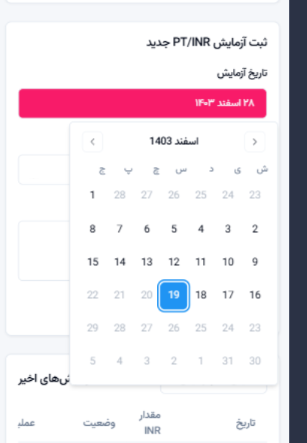 ثبت آزمایش PT/INR جدید
تاریخ آزمایش
۲۸ اسفند ۱۴۰۳
اسفند 1403
ش ی د س چ پ ج
23 24 25 26 27 28 1
2 3 4 5 6 7 8
9 10 11 12 13 14 15
16 17 18 19 20 21 22
23 24 25 26 27 28 29
30 31 1 2 3 4 5
ش‌های اخیر
تاریخ مقدار INR وضعیت عملی